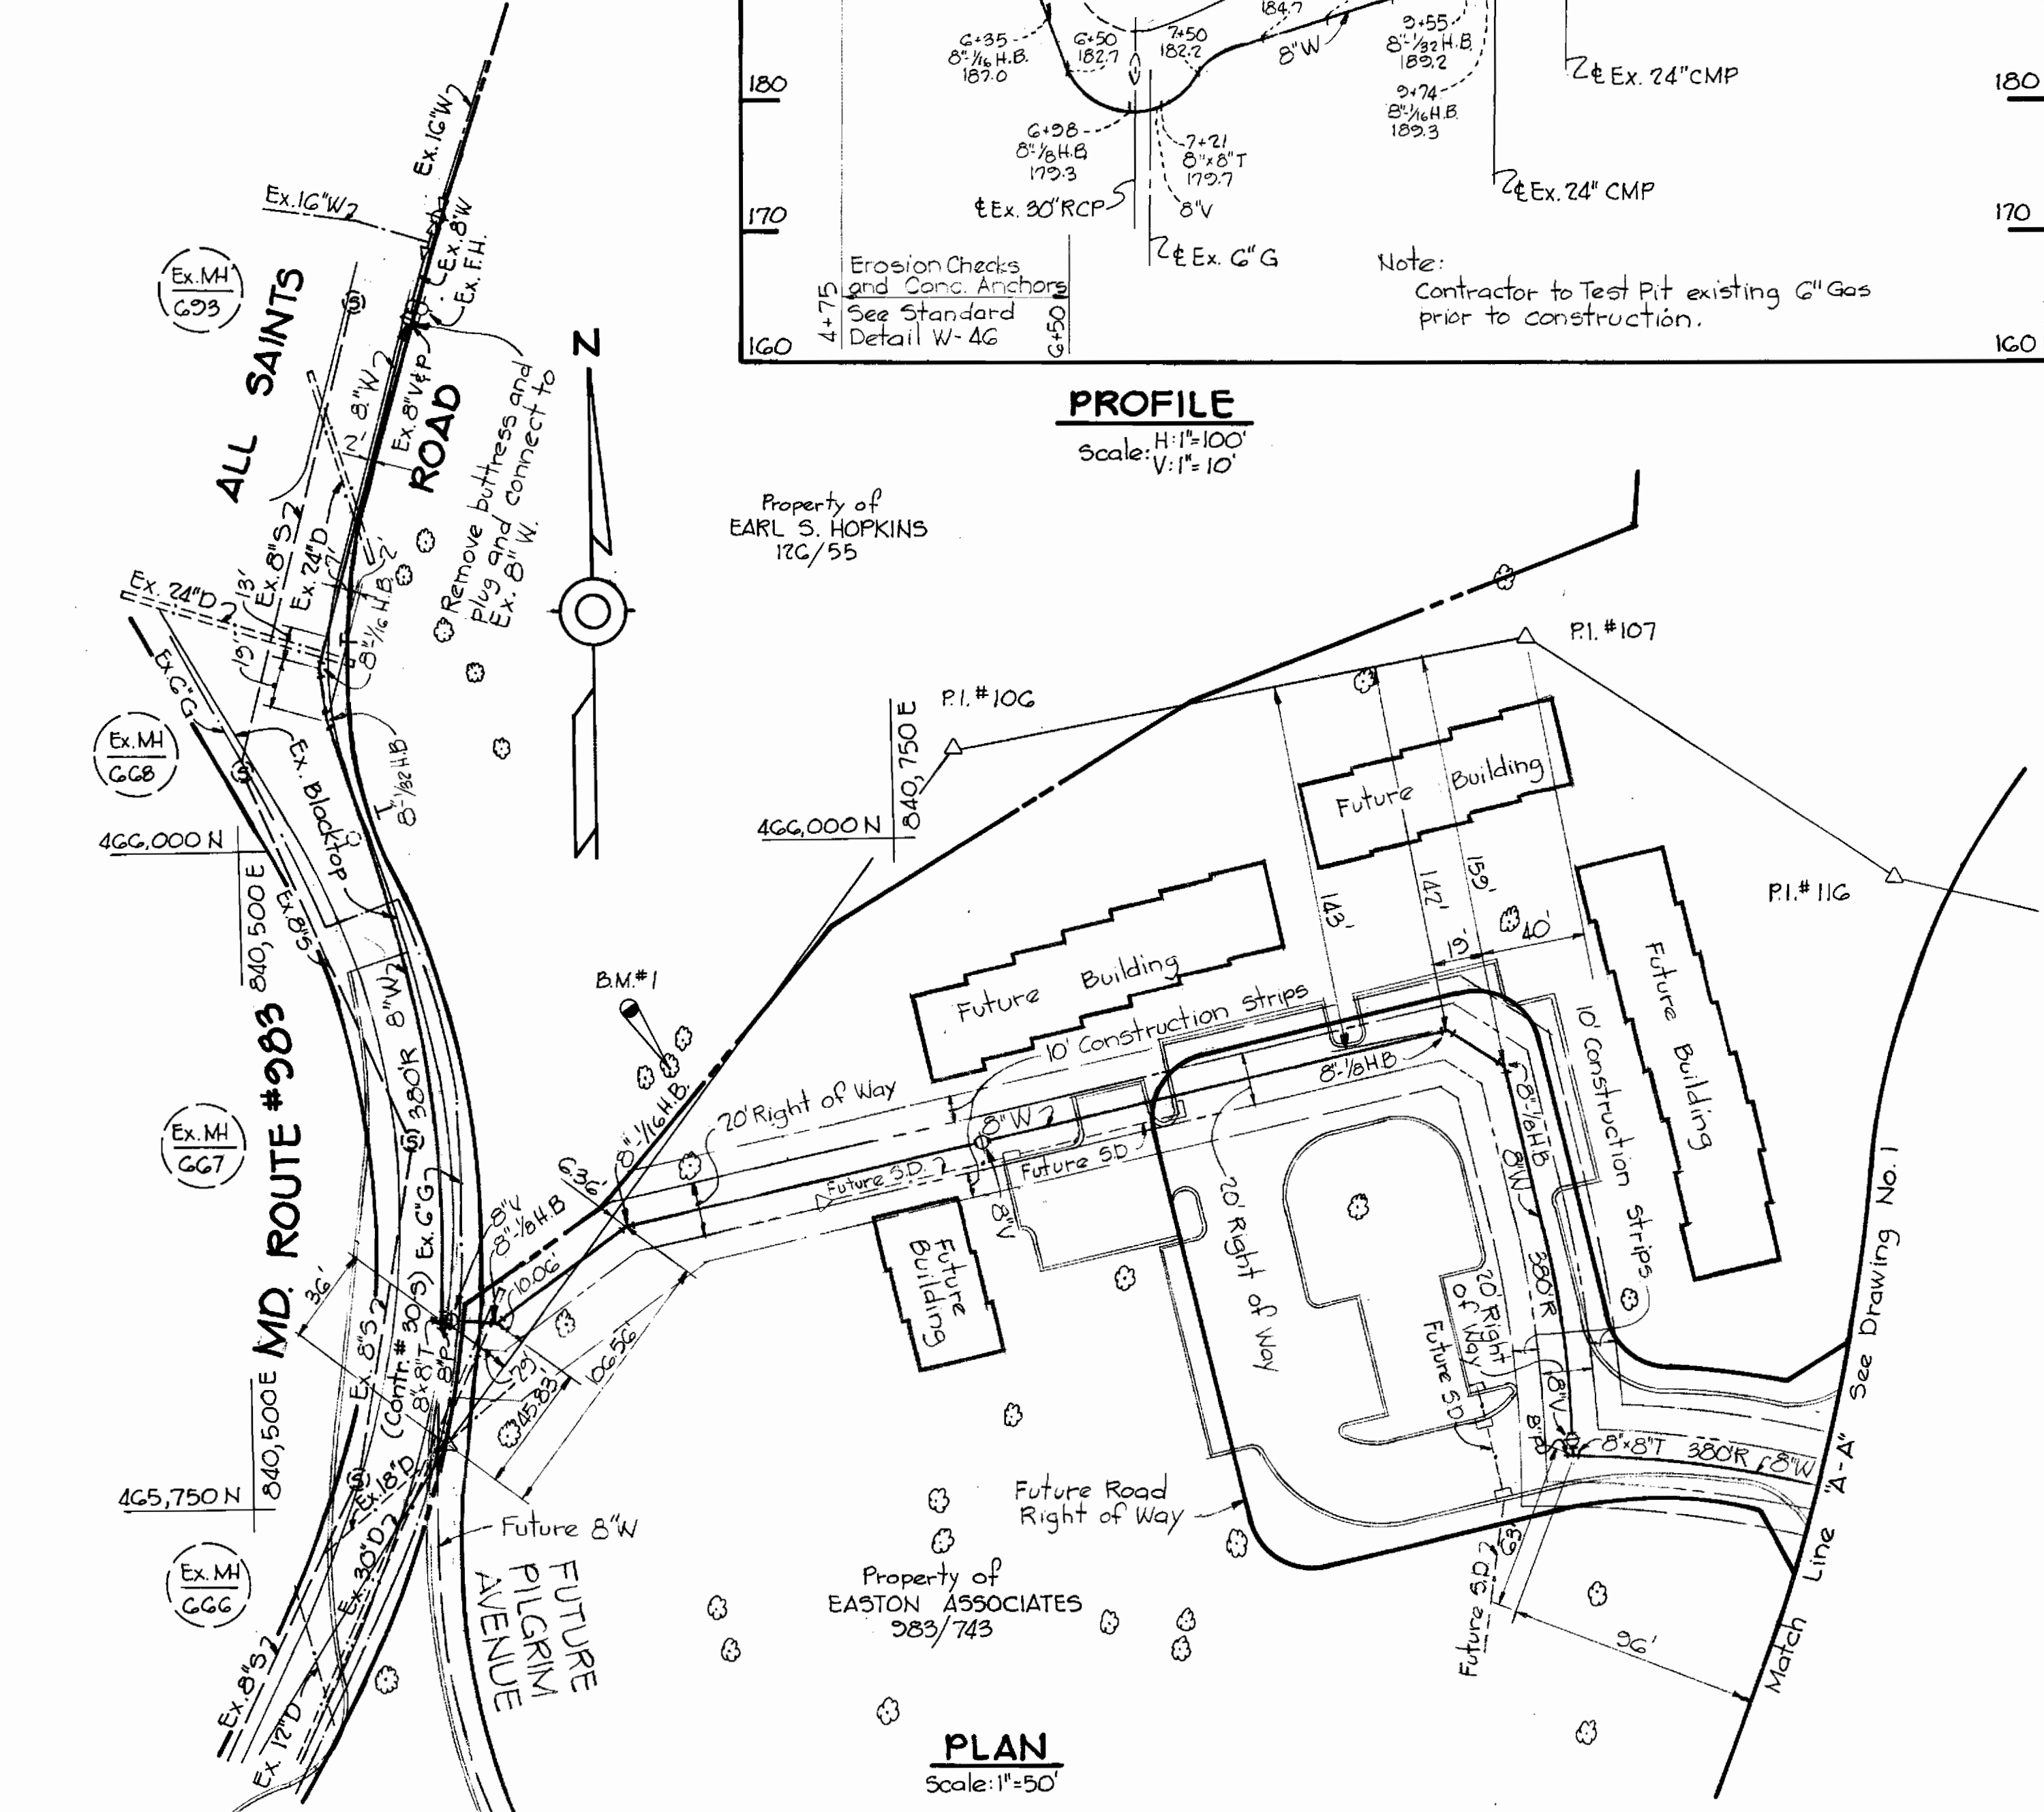 180
6+35
8"-1/16 H.B.
187.0
6+50
182.7
7+50
182.2
184.7
8"W
9+55
8"-1/32 H.B.
189.2
9+74
8"-1/16 H.B.
189.3
℄ Ex. 24" CMP
180
6+98
8"-1/8 H.B.
179.3
7+21
8"x8"T
179.7
℄ Ex. 30" RCP
8"V
℄ Ex. 24" CMP
170
170
℄ Ex. 6" G
4+75
Erosion Checks
and Conc. Anchors
See Standard
Detail W-46
6+50
Note:
Contractor to Test Pit existing 6" Gas
prior to construction.
160
160
PROFILE
Scale: H: 1"=100'
V: 1"=10'
Ex. 16"W
Ex. 16"W
Ex. 8"W
Ex. F.H.
Ex. MH
693
ALL SAINTS
ROAD
8"W
2'
Ex. 8"V&P
Remove buttress and
plug and connect to
Ex. 8" W.
N
Property of
EARL S. HOPKINS
126/55
Ex. 8"S
Ex. 24"D
Ex. 24"D
13'
19'
7'
2'
8"-1/16 H.B.
Ex. 6"G
Ex. MH
668
Ex. Blacktop
8"-1/32 H.B.
466,000 N
840,500 E
Ex. 8"S
P.I. #106
P.I. #107
840,750 E
466,000 N
P.I. #116
Future Building
Future Building
Future Building
Future Building
143'
142'
159'
19'
40'
10' Construction Strips
10' Construction Strips
B.M. #1
20' Right of Way
8"W
380'R
Ex. MH
667
MD. ROUTE #983
8"-1/16 H.B.
6.36'
8"V
8"-1/8 H.B
10.06'
Ex. 6"G
(Contr. # 30-S)
Ex. 8"S
8"x8"T
8"P
36'
29'
45.83'
106.56'
8"W
Future S.D.
Future S.D.
8"V
8"-1/8 H.B
8"-1/8 H.B
8"W
380'R
20' Right of Way
20' Right
of Way
Future S.D.
8"V
8"P
8"x8"T
380'R
8"W
Match Line "A-A" See Drawing No. 1
840,500 E
465,750 N
Ex. 18"D
Ex. 30"D
Future 8"W
FUTURE
PILGRIM
AVENUE
Ex. MH
666
Ex. 8"S
Ex. 12"D
Future Road
Right of Way
Property of
EASTON ASSOCIATES
983/743
63'
Future S.D.
96'
PLAN
Scale: 1"=50'